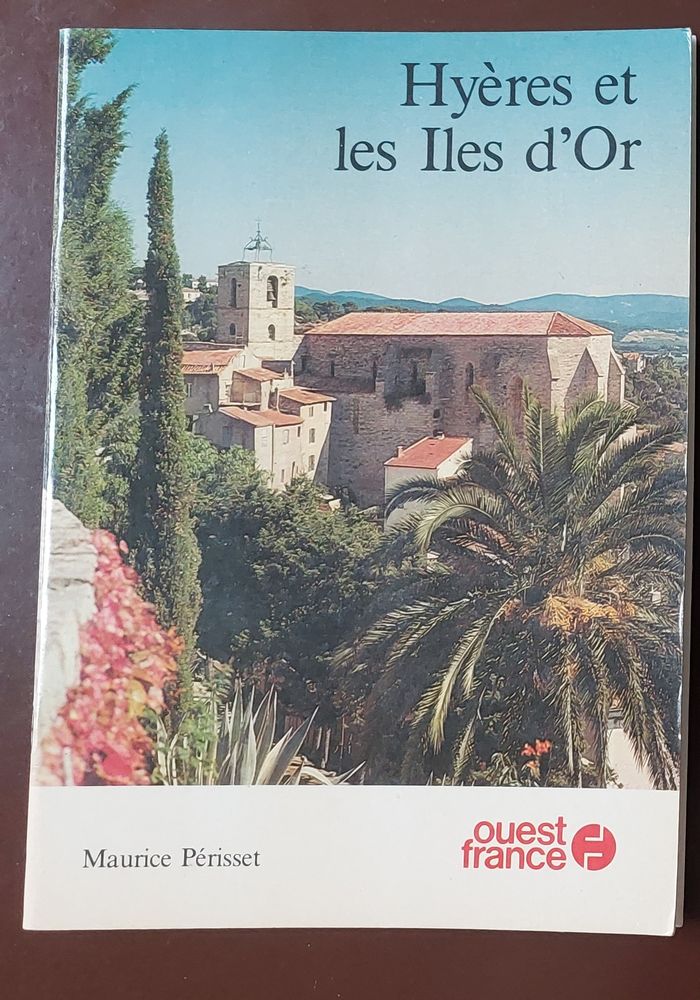 Hyères et
les Iles d'Or
Maurice Périsset
ouest
france